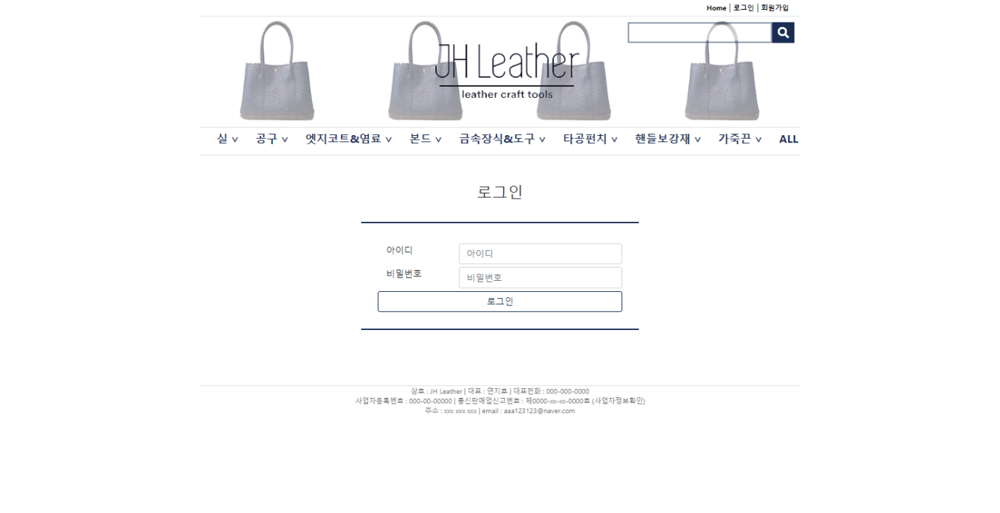 Home | 로그인 | 회원가입
JH Leather
leather craft tools
실 ∨ 공구 ∨ 엣지코트&염료 ∨ 본드 ∨ 금속장식&도구 ∨ 타공펀치 ∨ 핸들보강재 ∨ 가죽끈 ∨ ALL
로그인
아이디 아이디
비밀번호 비밀번호
로그인
상호 : JH Leather | 대표 : 연지호 | 대표전화 : 000-000-0000
사업자등록번호 : 000-00-00000 | 통신판매업신고번호 : 제0000-xx-xx-0000호 (사업자정보확인)
주소 : xxx xxx xxx | email : aaa123123@naver.com